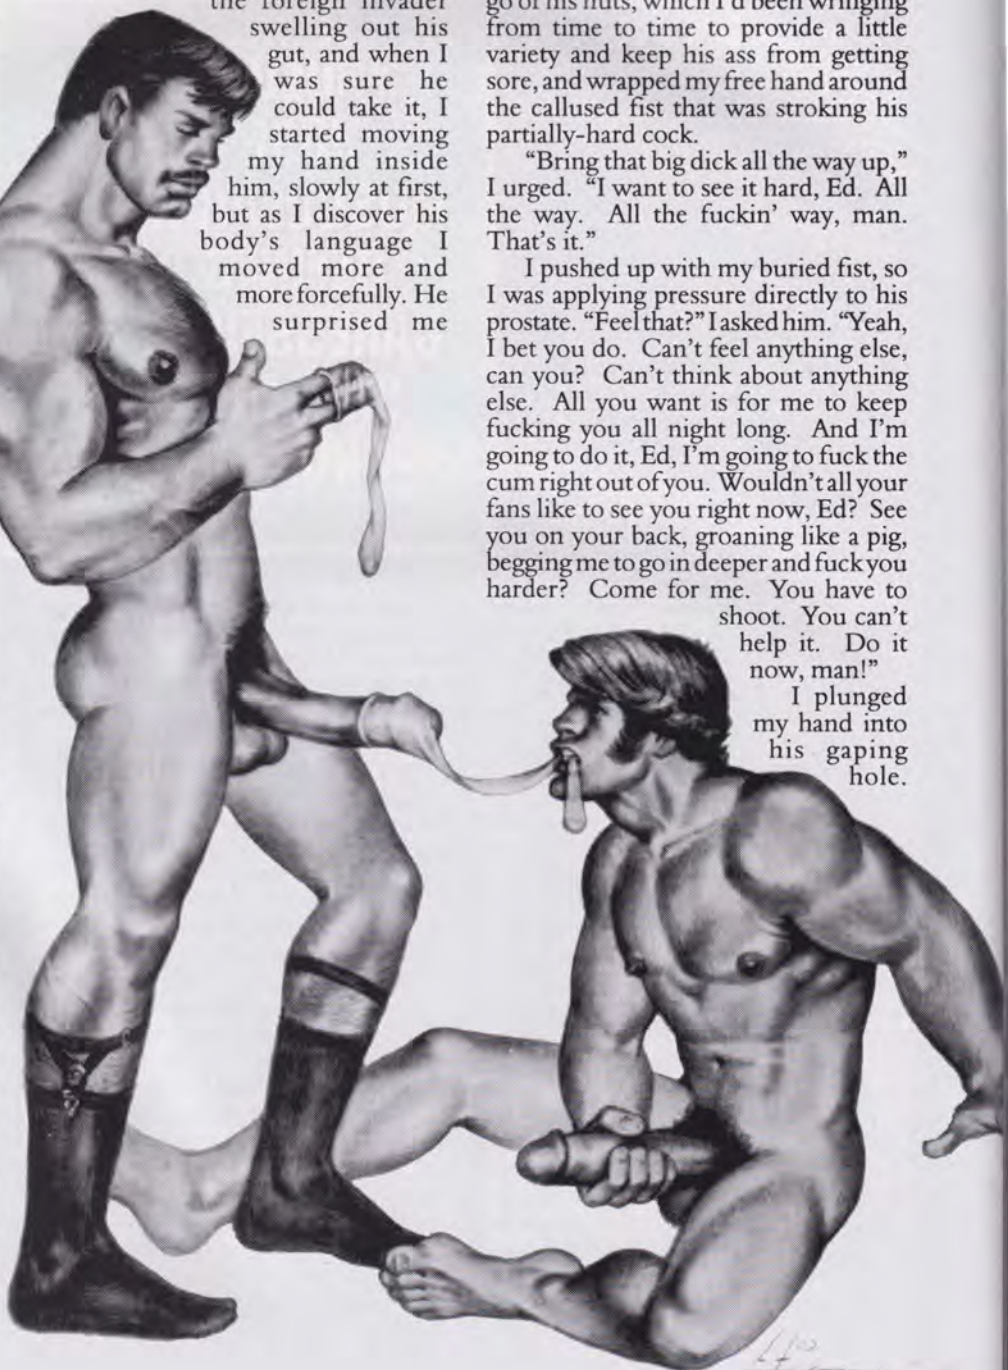 the foreign invader
swelling out his
gut, and when I
was sure he
could take it, I
started moving
my hand inside
him, slowly at first,
but as I discover his
body's language I
moved more and
more forcefully. He
surprised me
go of his nuts, which I'd been wringing
from time to time to provide a little
variety and keep his ass from getting
sore, and wrapped my free hand around
the callused fist that was stroking his
partially-hard cock.
“Bring that big dick all the way up,”
I urged. “I want to see it hard, Ed. All
the way. All the fuckin' way, man.
That's it.”
I pushed up with my buried fist, so
I was applying pressure directly to his
prostate. “Feel that?” I asked him. “Yeah,
I bet you do. Can't feel anything else,
can you? Can't think about anything
else. All you want is for me to keep
fucking you all night long. And I'm
going to do it, Ed, I'm going to fuck the
cum right out of you. Wouldn't all your
fans like to see you right now, Ed? See
you on your back, groaning like a pig,
begging me to go in deeper and fuck you
harder? Come for me. You have to
shoot. You can't
help it. Do it
now, man!”
I plunged
my hand into
his gaping
hole.